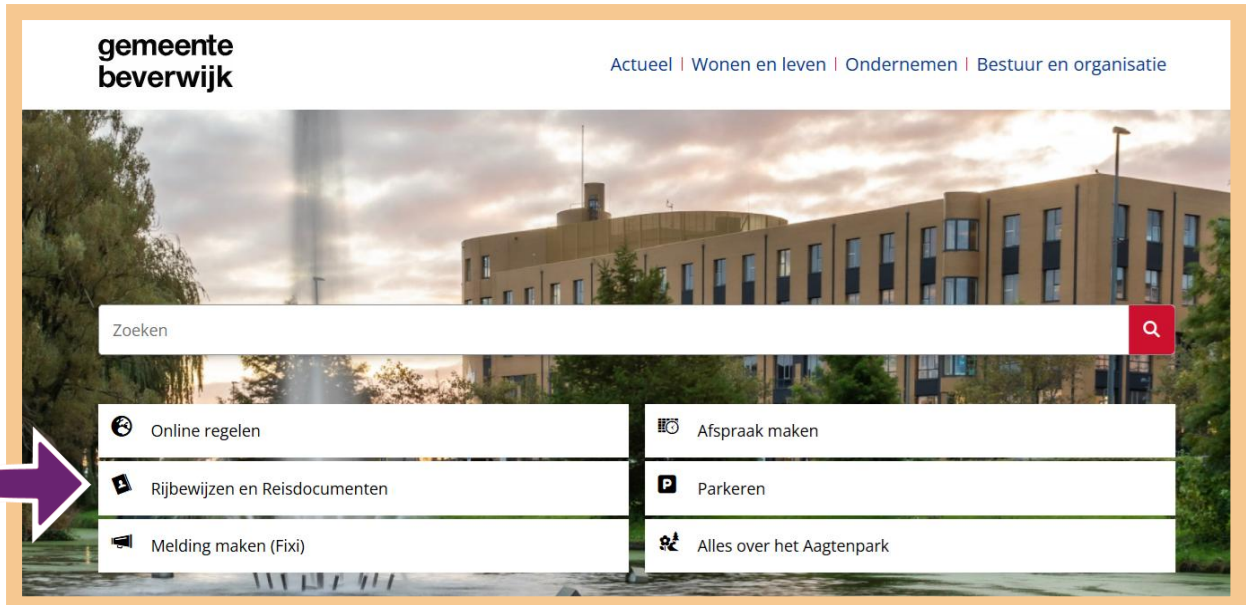 gemeente
beverwijk
Actueel | Wonen en leven | Ondernemen | Bestuur en organisatie
Zoeken
Online regelen
Afspraak maken
Rijbewijzen en Reisdocumenten
P
Parkeren
Melding maken (Fixi)
Alles over het Aagtenpark